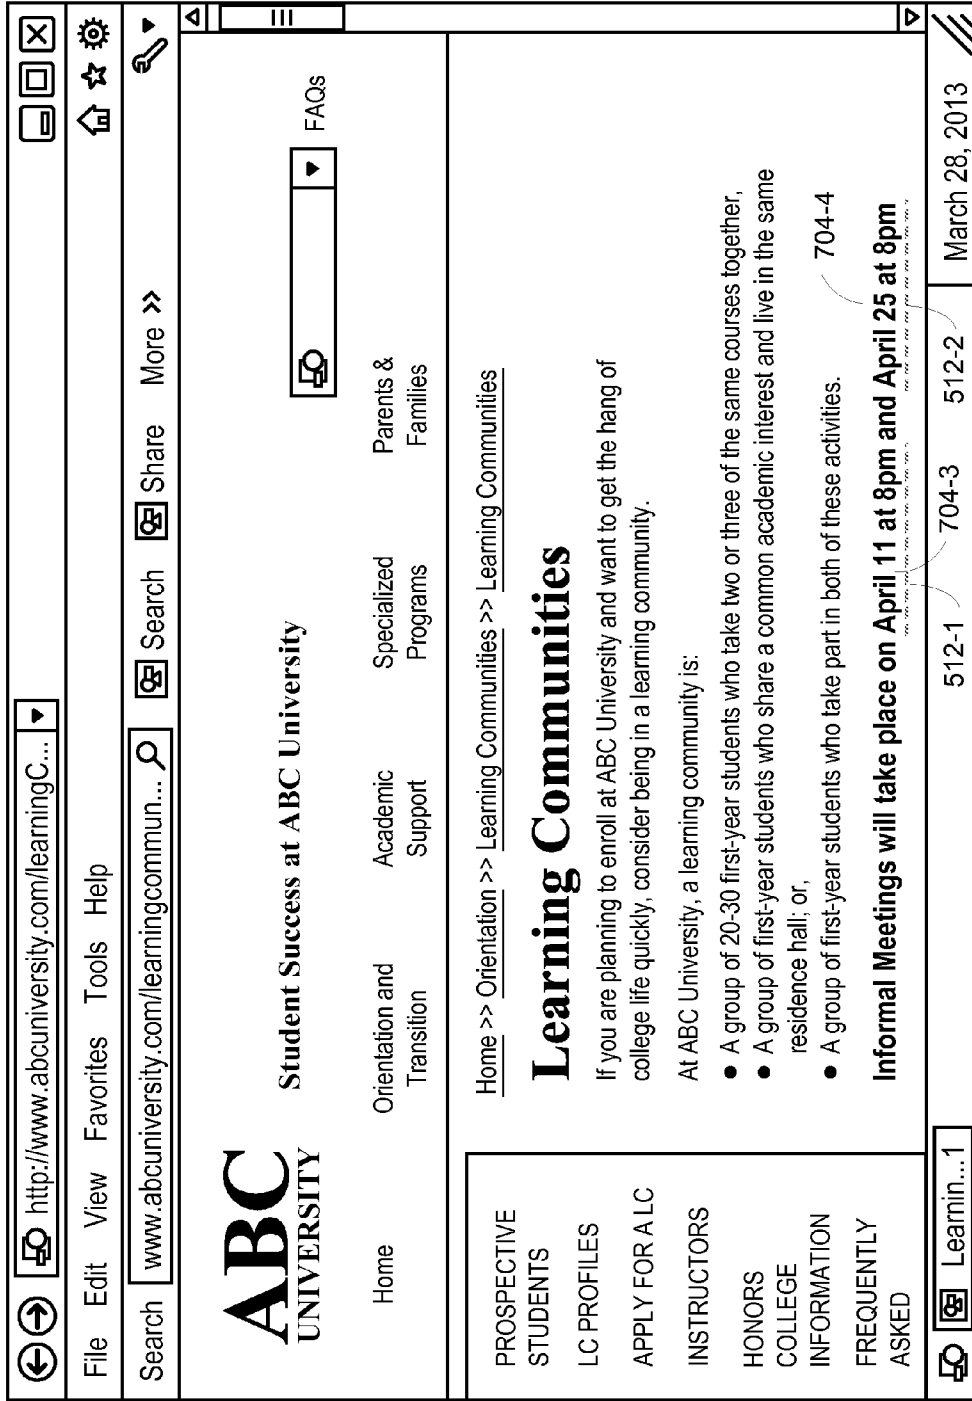 http://www.abcuniversity.com/learningC...
File Edit View Favorites Tools Help
Search www.abcuniversity.com/learningcommun... Search Share More >>
ABC
UNIVERSITY
Student Success at ABC University
FAQs
Home
Orientation and
Transition
Academic
Support
Specialized
Programs
Parents &
Families
PROSPECTIVE
STUDENTS
LC PROFILES
APPLY FOR A LC
INSTRUCTORS
HONORS
COLLEGE
INFORMATION
FREQUENTLY
ASKED
Home >> Orientation >> Learning Communities >> Learning Communities
Learning Communities
If you are planning to enroll at ABC University and want to get the hang of
college life quickly, consider being in a learning community.
At ABC University, a learning community is:
● A group of 20-30 first-year students who take two or three of the same courses together,
● A group of first-year students who share a common academic interest and live in the same
residence hall; or,
● A group of first-year students who take part in both of these activities.
704-4
Informal Meetings will take place on April 11 at 8pm and April 25 at 8pm
512-1 704-3 512-2
Learnin...1
March 28, 2013